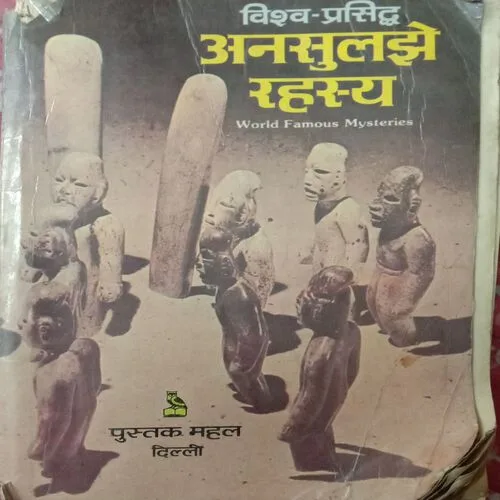 विश्व-प्रसिद्ध
अनसुलझे
रहस्य
World Famous Mysteries
पुस्तक महल
दिल्ली